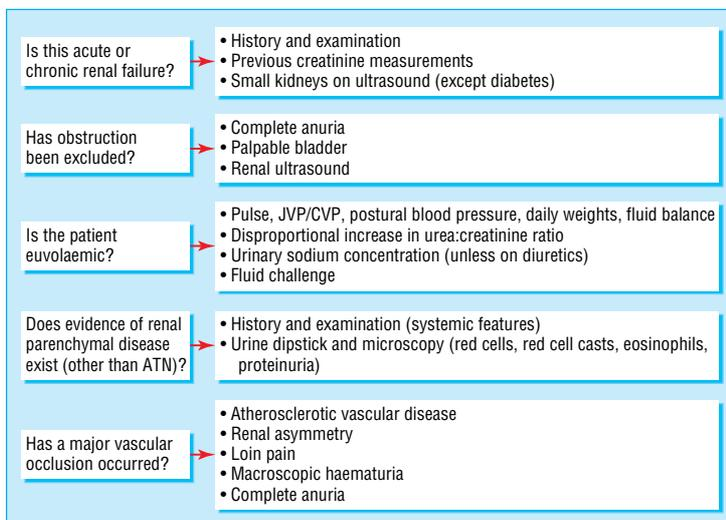 Is this acute or
chronic renal failure?
• History and examination
• Previous creatinine measurements
• Small kidneys on ultrasound (except diabetes)
Has obstruction
been excluded?
• Complete anuria
• Palpable bladder
• Renal ultrasound
Is the patient
euvolaemic?
• Pulse, JVP/CVP, postural blood pressure, daily weights, fluid balance
• Disproportional increase in urea:creatinine ratio
• Urinary sodium concentration (unless on diuretics)
• Fluid challenge
Does evidence of renal
parenchymal disease
exist (other than ATN)?
• History and examination (systemic features)
• Urine dipstick and microscopy (red cells, red cell casts, eosinophils,
proteinuria)
Has a major vascular
occlusion occurred?
• Atherosclerotic vascular disease
• Renal asymmetry
• Loin pain
• Macroscopic haematuria
• Complete anuria